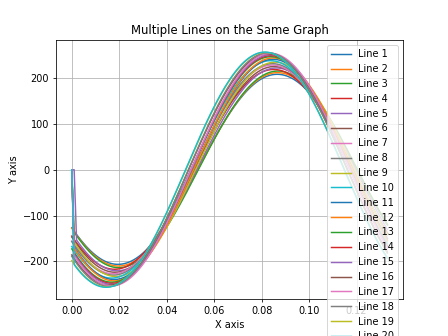 Multiple Lines on the Same Graph
Y axis
200
100
0
−100
−200
0.00
0.02
0.04
0.06
0.08
0.10
X axis
Line 1
Line 2
Line 3
Line 4
Line 5
Line 6
Line 7
Line 8
Line 9
Line 10
Line 11
Line 12
Line 13
Line 14
Line 15
Line 16
Line 17
Line 18
Line 19
Line 20